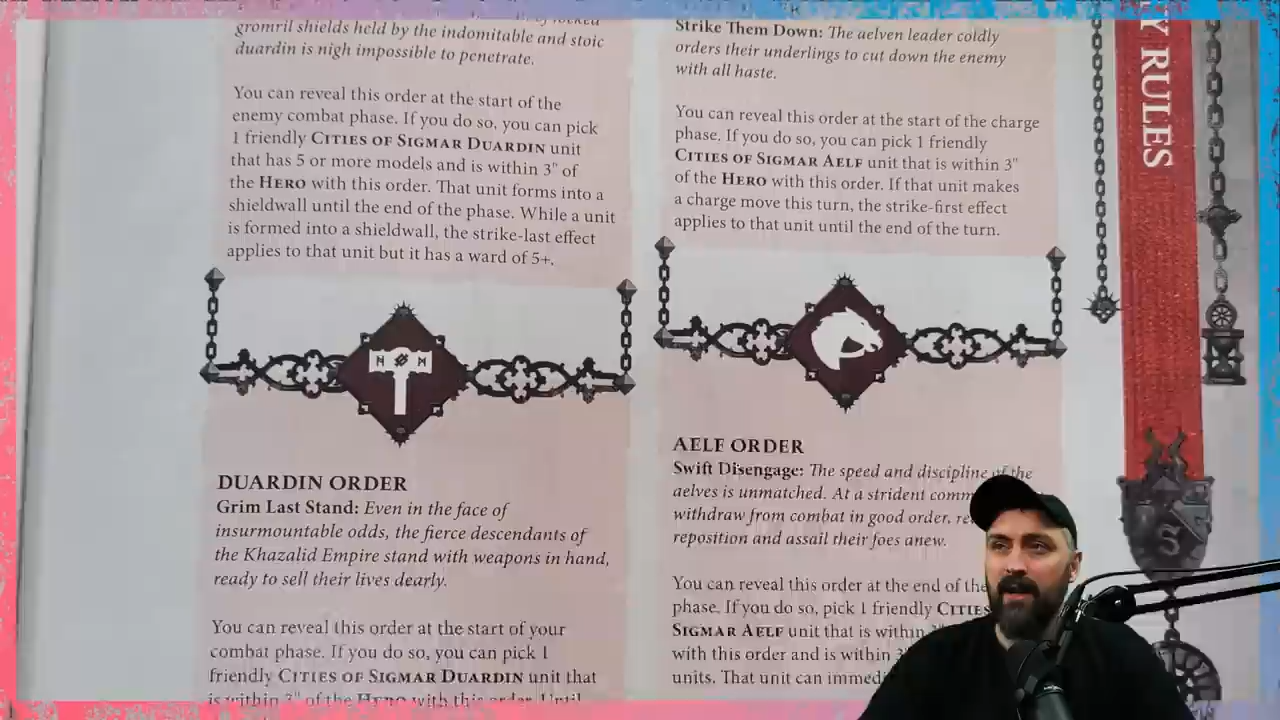 gromril shields held by the indomitable and stoic
duardin is nigh impossible to penetrate.
You can reveal this order at the start of the
enemy combat phase. If you do so, you can pick
1 friendly CITIES OF SIGMAR DUARDIN unit
that has 5 or more models and is within 3" of
the HERO with this order. That unit forms into a
shieldwall until the end of the phase. While a unit
is formed into a shieldwall, the strike-last effect
applies to that unit but it has a ward of 5+.
N M
DUARDIN ORDER
Grim Last Stand: Even in the face of
insurmountable odds, the fierce descendants of
the Khazalid Empire stand with weapons in hand,
ready to sell their lives dearly.
You can reveal this order at the start of your
combat phase. If you do so, you can pick 1
friendly CITIES OF SIGMAR DUARDIN unit that
is within 3" of the HERO with this order. Until
Strike Them Down: The aelven leader coldly
orders their underlings to cut down the enemy
with all haste.
You can reveal this order at the start of the charge
phase. If you do so, you can pick 1 friendly
CITIES OF SIGMAR AELF unit that is within 3"
of the HERO with this order. If that unit makes
a charge move this turn, the strike-first effect
applies to that unit until the end of the turn.
AELF ORDER
Swift Disengage: The speed and discipline of the
aelves is unmatched. At a strident
withdraw from combat in good order,
reposition and assail their foes anew.
You can reveal this order at the end of the
phase. If you do so, pick 1 friendly CITIES
SIGMAR AELF unit that is within
with this order and is within
units. That unit can
RULES
S